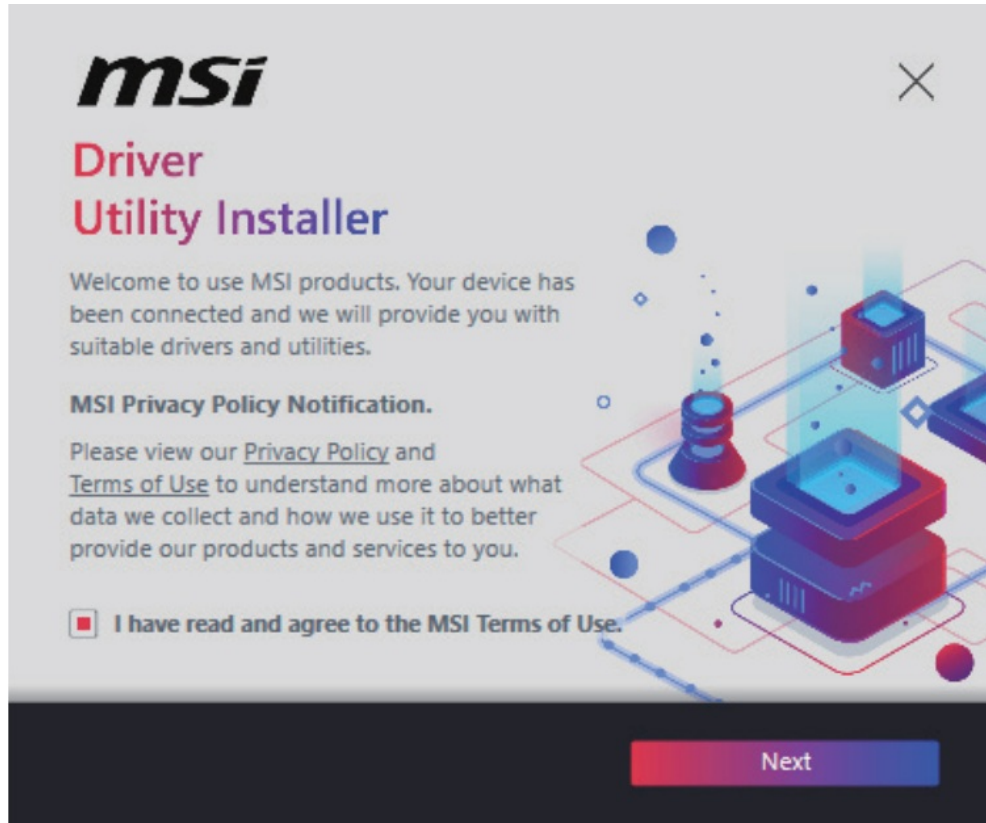 msi
Driver
Utility Installer
Welcome to use MSI products. Your device has
been connected and we will provide you with
suitable drivers and utilities.
MSI Privacy Policy Notification.
Please view our Privacy Policy and
Terms of Use to understand more about what
data we collect and how we use it to better
provide our products and services to you.
I have read and agree to the MSI Terms of Use.
Next